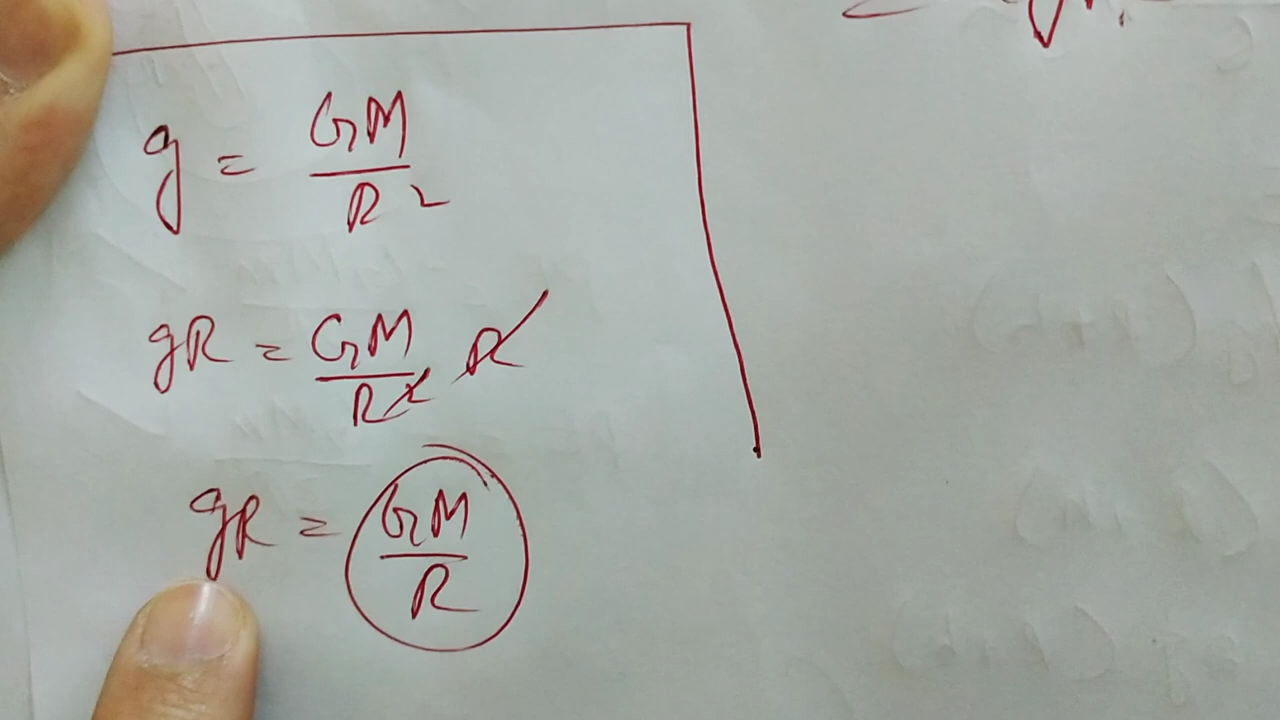 g = GM/R²
gR = GM/R² R
gR = GM/R